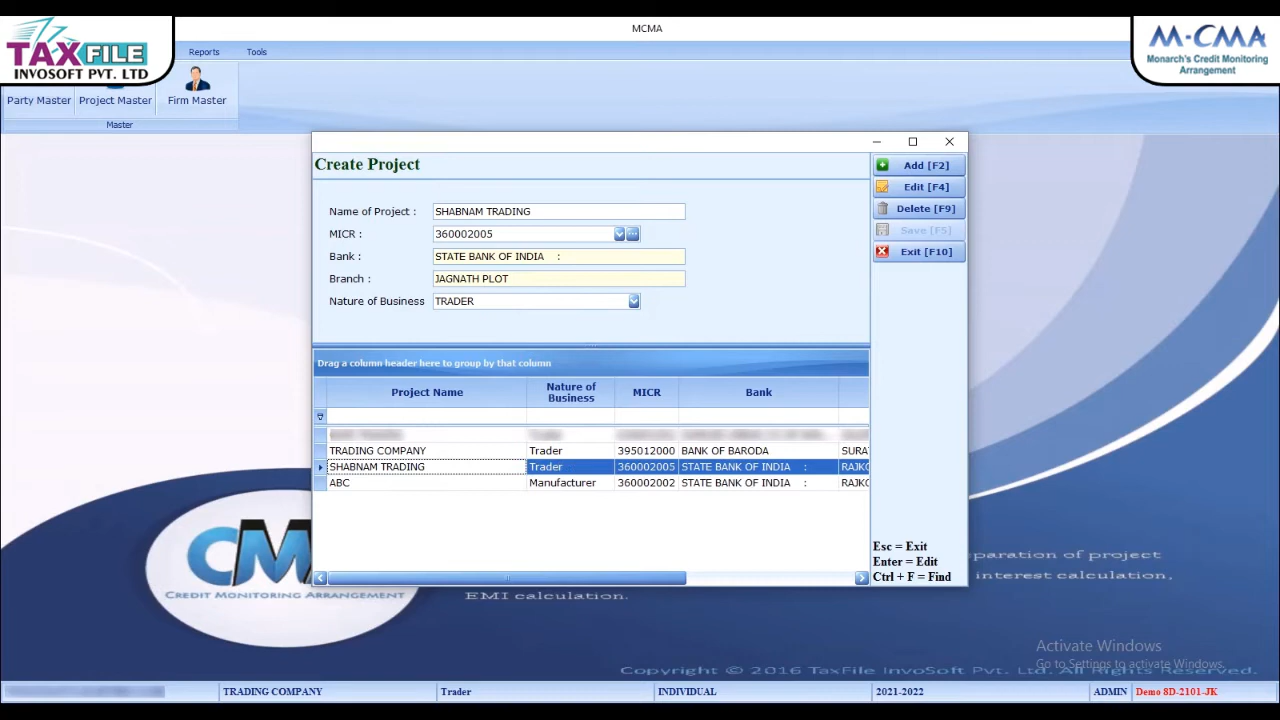 MCMA
TAXFILE
INVOSOFT PVT. LTD
M-CMA
Monarch's Credit Monitoring
Arrangement
Reports Tools
Party Master Project Master Firm Master
Master
Create Project
Name of Project : SHABNAM TRADING
MICR : 360002005
Bank : STATE BANK OF INDIA :
Branch : JAGNATH PLOT
Nature of Business TRADER
Add [F2]
Edit [F4]
Delete [F9]
Save [F5]
Exit [F10]
Drag a column header here to group by that column
Project Name Nature of Business MICR Bank
TRADING COMPANY Trader 395012000 BANK OF BARODA SURA
SHABNAM TRADING Trader 360002005 STATE BANK OF INDIA : RAJKO
ABC Manufacturer 360002002 STATE BANK OF INDIA : RAJKO
Esc = Exit
Enter = Edit
Ctrl + F = Find
CM
CREDIT MONITORING ARRANGEMENT
paration of project
interest calculation,
EMI calculation.
Activate Windows
Go to Settings to activate Windows.
Copyright © 2016 TaxFile InvoSoft Pvt. Ltd. All Rights Reserved.
TRADING COMPANY Trader INDIVIDUAL 2021-2022 ADMIN Demo 8D-2101-JK